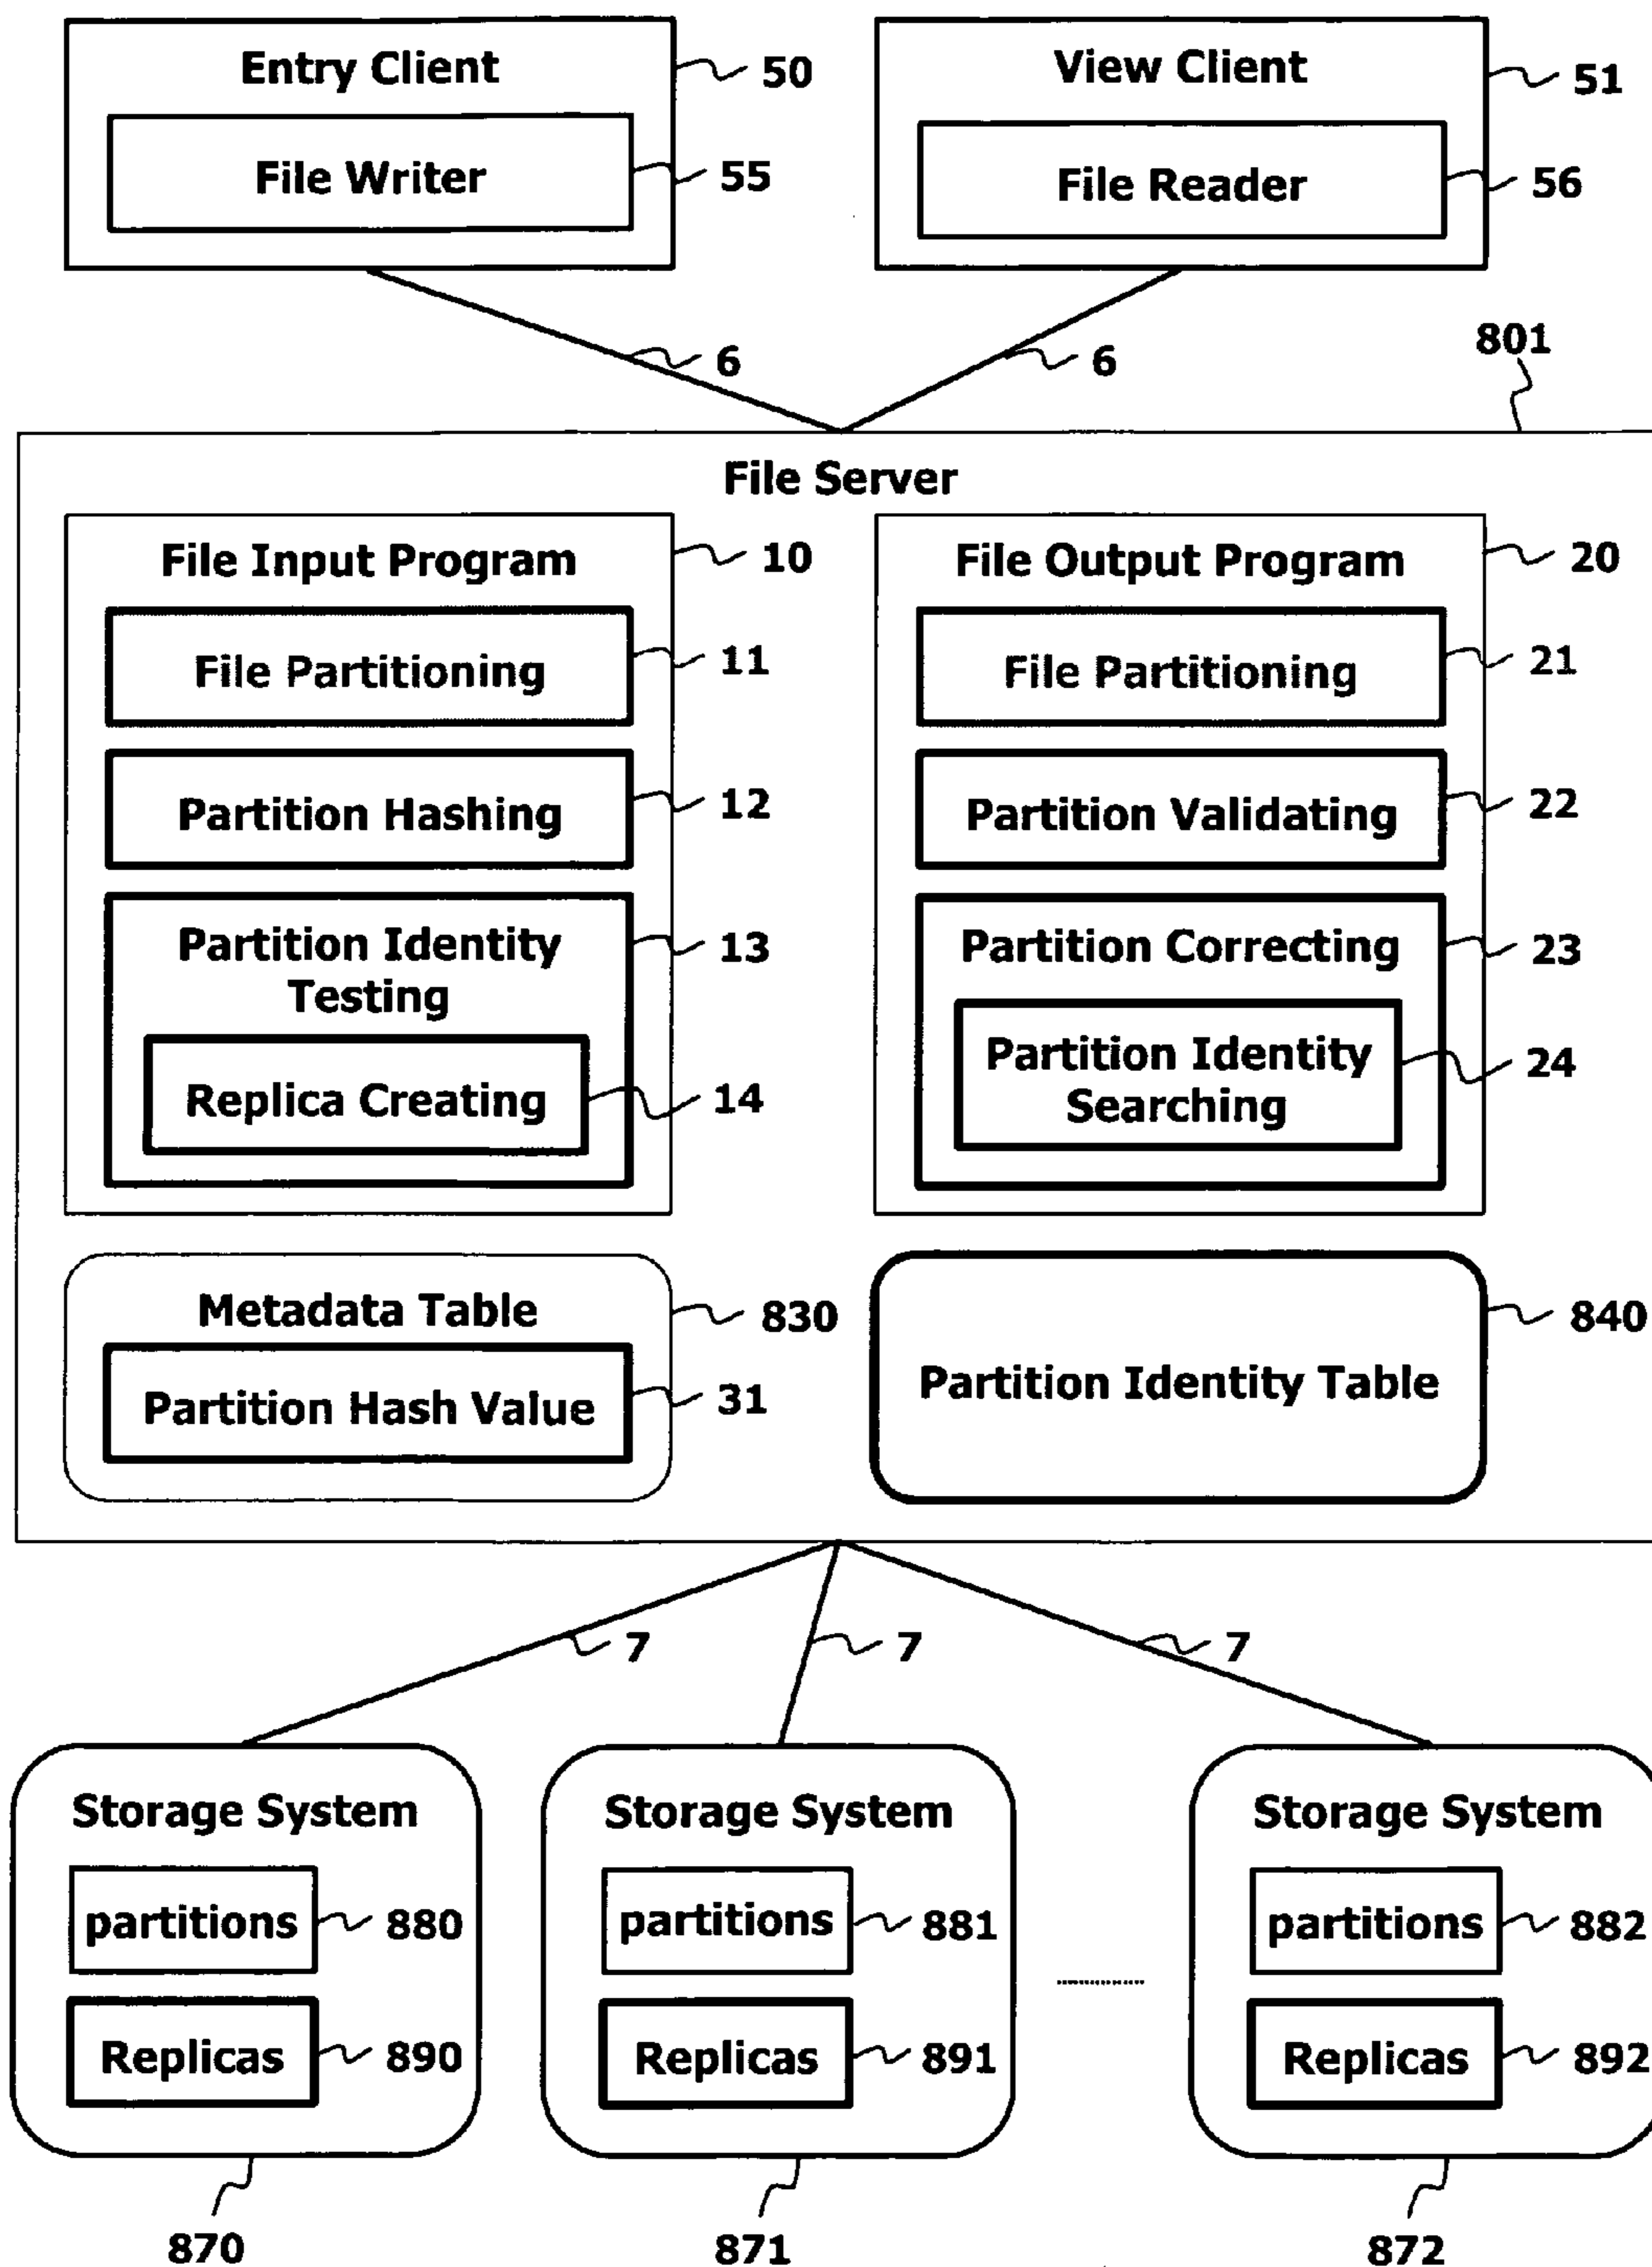 Entry Client
50
File Writer
55
View Client
51
File Reader
56
6
6
801
File Server
File Input Program
10
File Partitioning
11
Partition Hashing
12
Partition Identity
Testing
13
Replica Creating
14
File Output Program
20
File Partitioning
21
Partition Validating
22
Partition Correcting
23
Partition Identity
Searching
24
Metadata Table
830
Partition Hash Value
31
Partition Identity Table
840
7
7
7
Storage System
partitions
880
Replicas
890
870
Storage System
partitions
881
Replicas
891
871
Storage System
partitions
882
Replicas
892
872